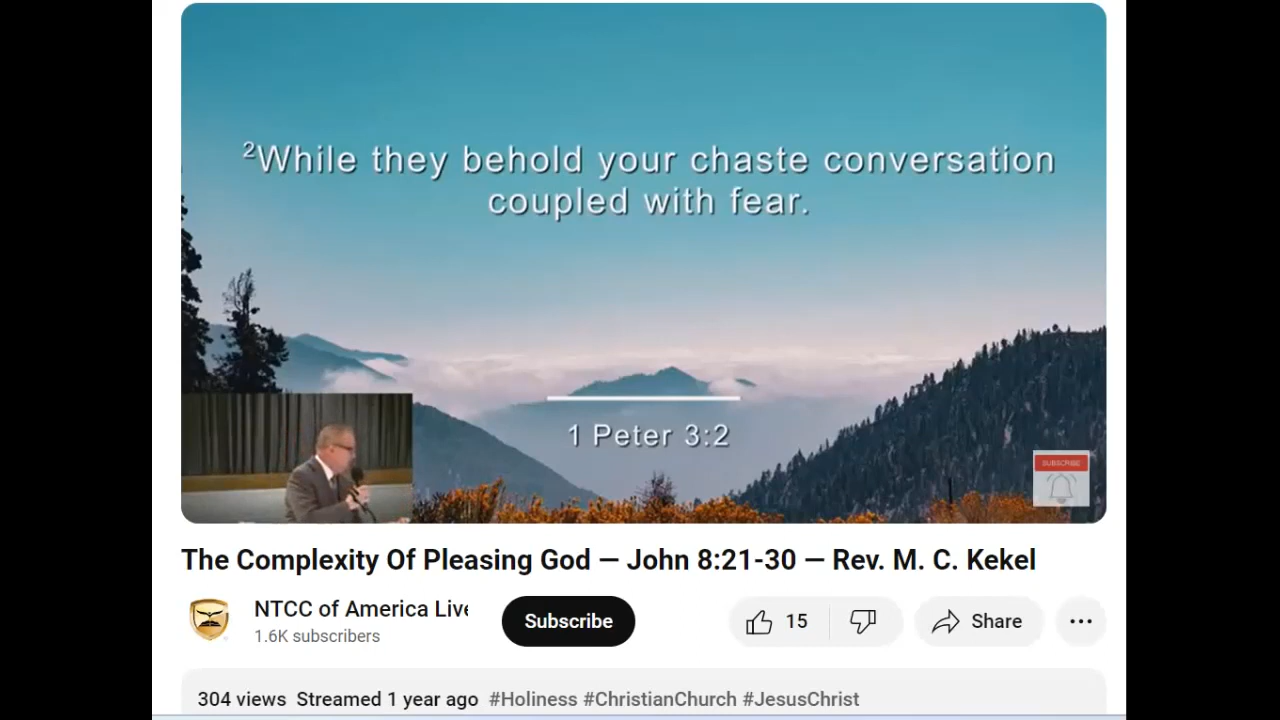 ²While they behold your chaste conversation
coupled with fear.
1 Peter 3:2
SUBSCRIBE
The Complexity Of Pleasing God — John 8:21-30 — Rev. M. C. Kekel
NTCC of America Live
1.6K subscribers
Subscribe
15
Share
304 views Streamed 1 year ago #Holiness #ChristianChurch #JesusChrist